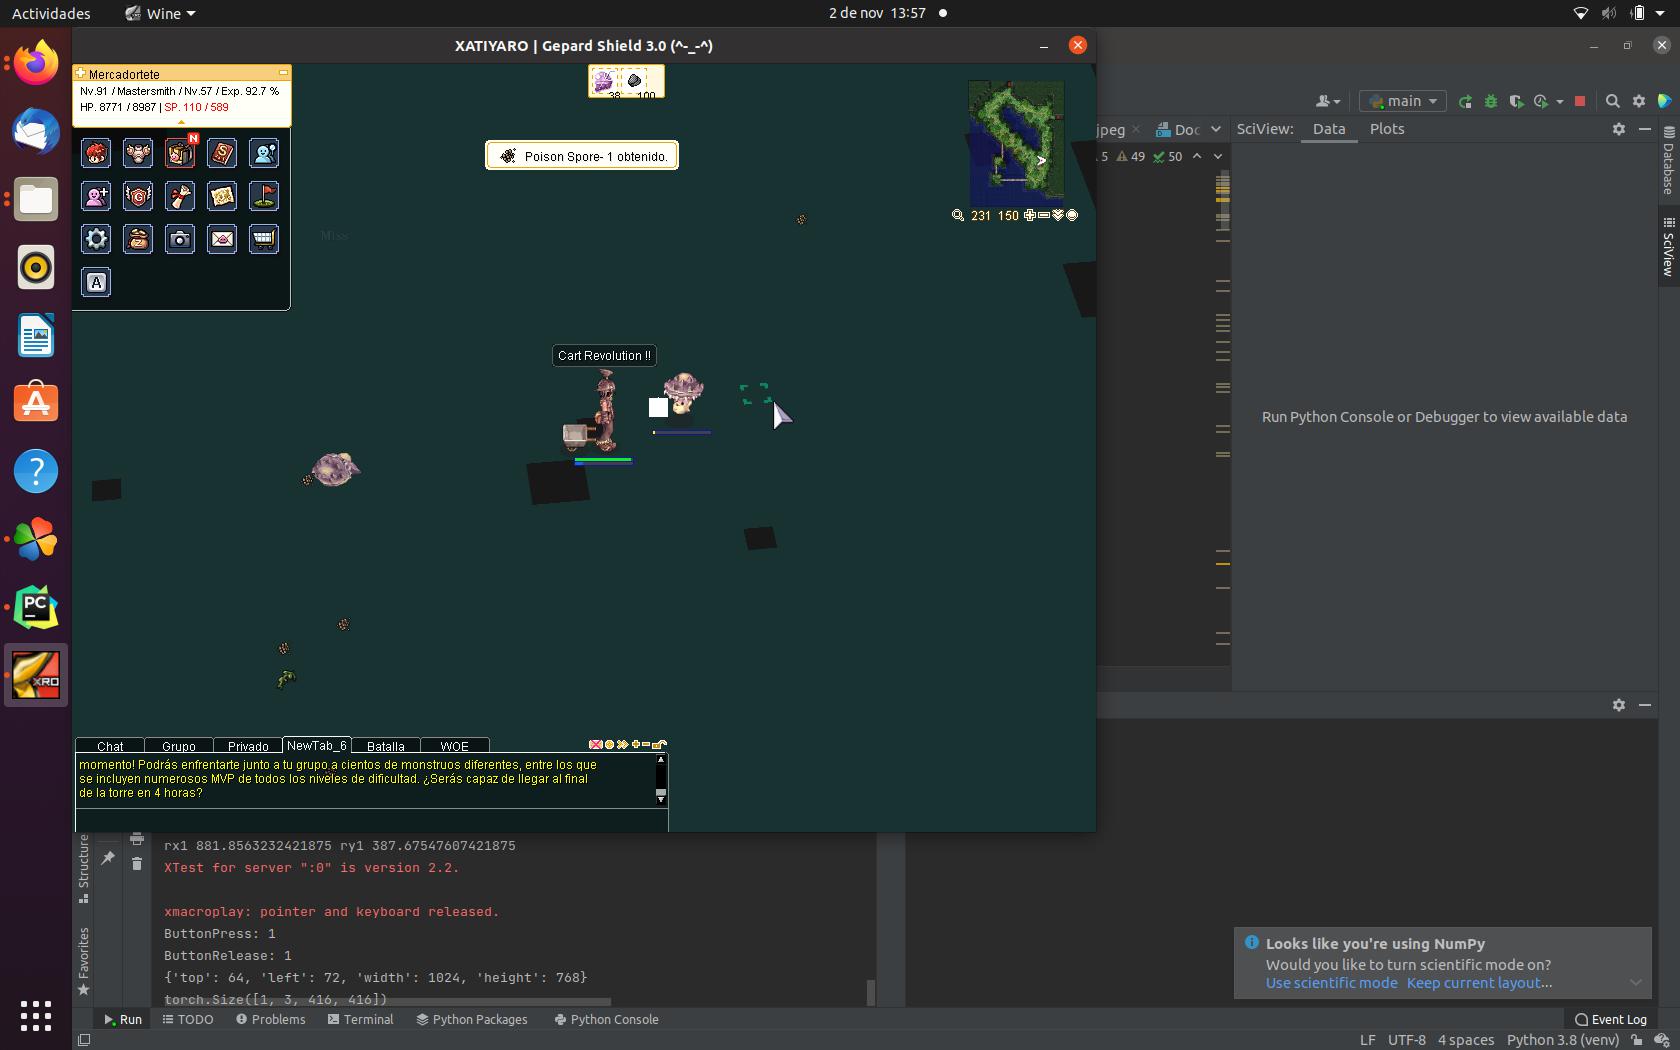 Actividades
Wine
2 de nov  13:57
XATIYARO | Gepard Shield 3.0 (^-_-^)
Mercadortete
Nv.91 / Mastersmith / Nv.57 / Exp. 92.7 %
HP. 8771 / 8987 | SP. 110 / 589
N
A
38
100
Poison Spore- 1 obtenido.
231 150
Miss
Cart Revolution !!
Chat
Grupo
Privado
NewTab_6
Batalla
WOE
momento! Podrás enfrentarte junto a tu grupo a cientos de monstruos diferentes, entre los que
se incluyen numerosos MVP de todos los niveles de dificultad. ¿Serás capaz de llegar al final
de la torre en 4 horas?
main
jpeg
Doc
SciView:
Data
Plots
5
49
50
Database
SciView
Run Python Console or Debugger to view available data
PC
XRO
Structure
Favorites
rx1 881.8563232421875 ry1 387.67547607421875
XTest for server ":0" is version 2.2.
xmacroplay: pointer and keyboard released.
ButtonPress: 1
ButtonRelease: 1
{'top': 64, 'left': 72, 'width': 1024, 'height': 768}
torch.Size([1, 3, 416, 416])
Looks like you're using NumPy
Would you like to turn scientific mode on?
Use scientific mode  Keep current layout...
Run
TODO
Problems
Terminal
Python Packages
Python Console
Event Log
LF  UTF-8  4 spaces  Python 3.8 (venv)